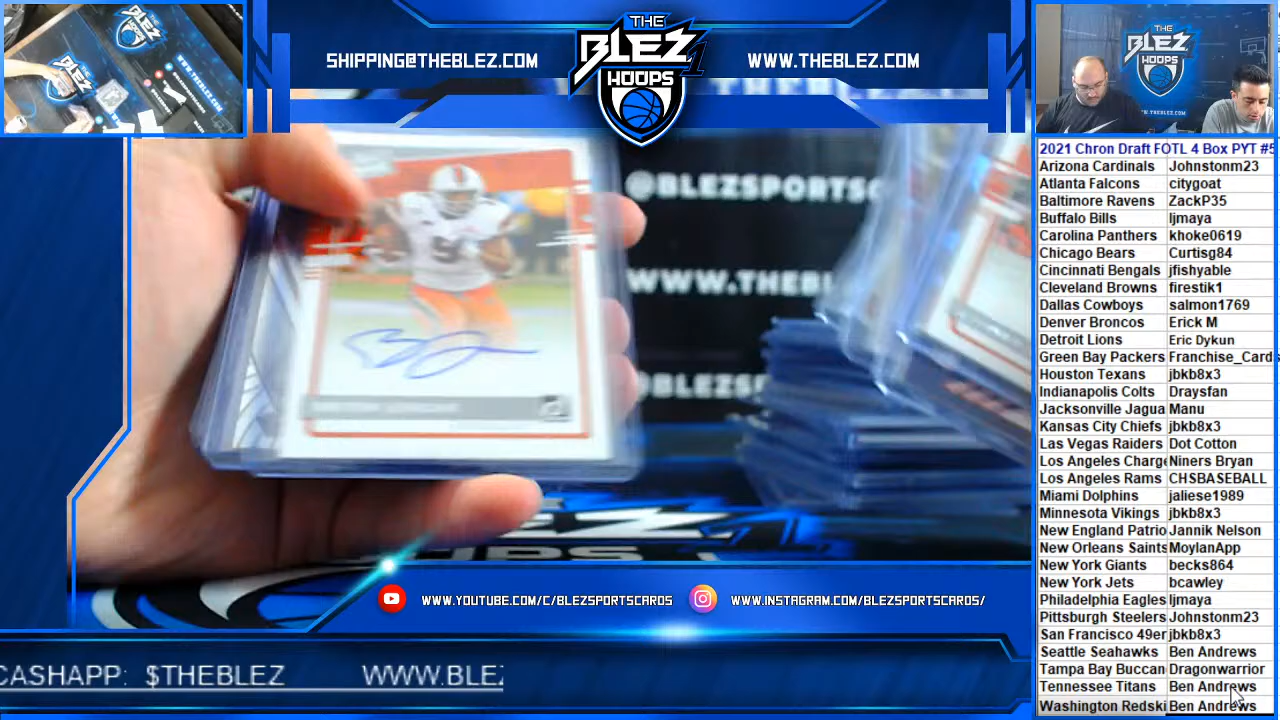 SHIPPING@THEBLEZ.COM
THE
BLEZ
HOOPS
1
WWW.THEBLEZ.COM
THE
BLEZ
HOOPS
WWW.THEBLEZ.COM
@BLEZSPORTSC
WWW.THEBL
BLEZS
9
2021 Chron Draft FOTL 4 Box PYT #5
Arizona Cardinals Johnstonm23
Atlanta Falcons citygoat
Baltimore Ravens ZackP35
Buffalo Bills ljmaya
Carolina Panthers khoke0619
Chicago Bears Curtisg84
Cincinnati Bengals jfishyable
Cleveland Browns firestik1
Dallas Cowboys salmon1769
Denver Broncos Erick M
Detroit Lions Eric Dykun
Green Bay Packers Franchise_Cards
Houston Texans jbkb8x3
Indianapolis Colts Draysfan
Jacksonville Jagua Manu
Kansas City Chiefs jbkb8x3
Las Vegas Raiders Dot Cotton
Los Angeles Charge Niners Bryan
Los Angeles Rams CHSBASEBALL
Miami Dolphins jaliese1989
Minnesota Vikings jbkb8x3
New England Patrio Jannik Nelson
New Orleans Saints MoylanApp
New York Giants becks864
New York Jets bcawley
Philadelphia Eagles ljmaya
Pittsburgh Steelers Johnstonm23
San Francisco 49er jbkb8x3
Seattle Seahawks Ben Andrews
Tampa Bay Buccan Dragonwarrior
Tennessee Titans Ben Andrews
Washington Redski Ben Andrews
WWW.YOUTUBE.COM/C/BLEZSPORTSCARDS
WWW.INSTAGRAM.COM/BLEZSPORTSCARDS/
CASHAPP: $THEBLEZ WWW.BLEZ